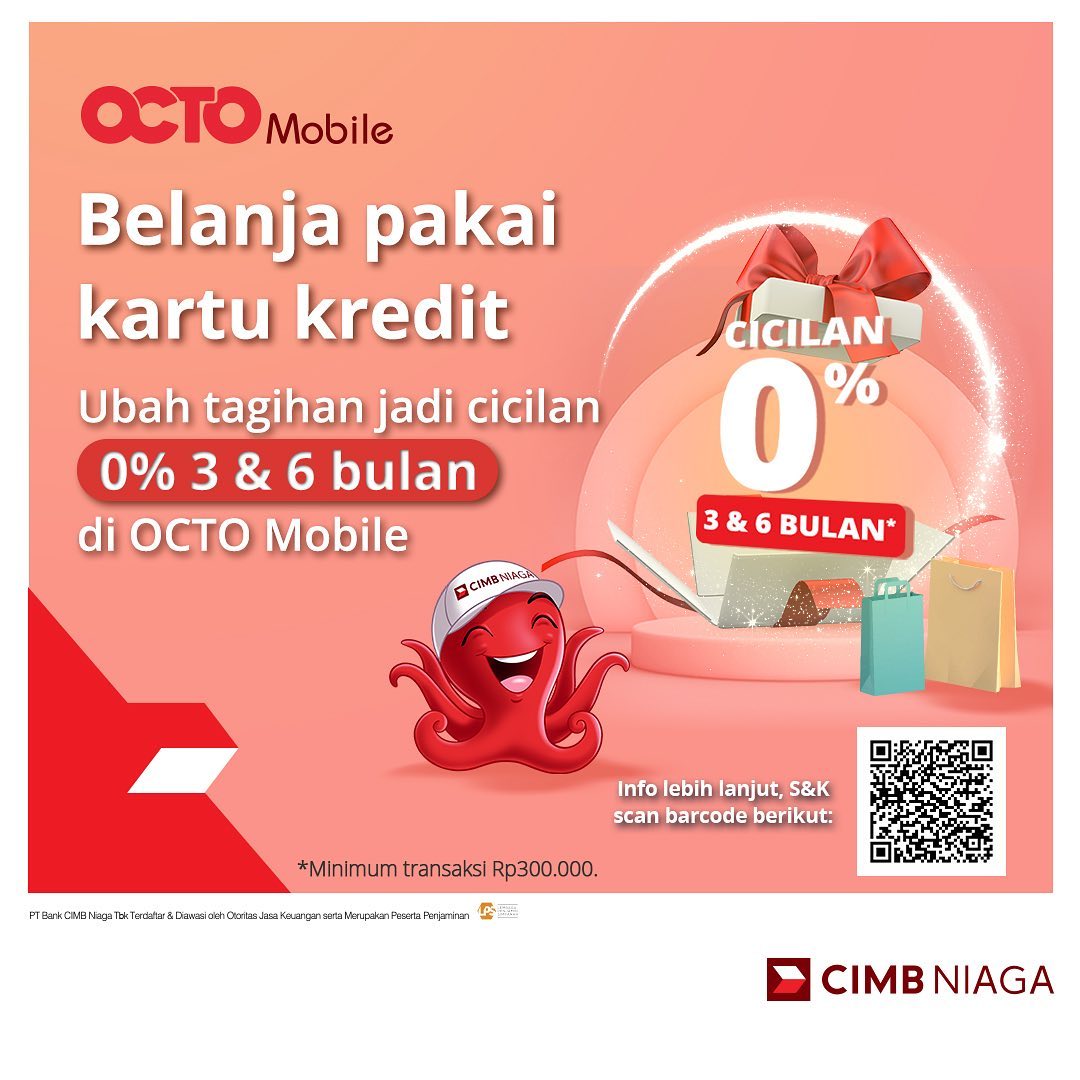 OCTO Mobile
Belanja pakai
kartu kredit
Ubah tagihan jadi cicilan
0% 3 & 6 bulan
di OCTO Mobile
CICILAN
0%
3 & 6 BULAN*
CIMB NIAGA
Info lebih lanjut, S&K
scan barcode berikut:
*Minimum transaksi Rp300.000.
PT Bank CIMB Niaga Tbk Terdaftar & Diawasi oleh Otoritas Jasa Keuangan serta Merupakan Peserta Penjaminan
LPS
CIMB NIAGA